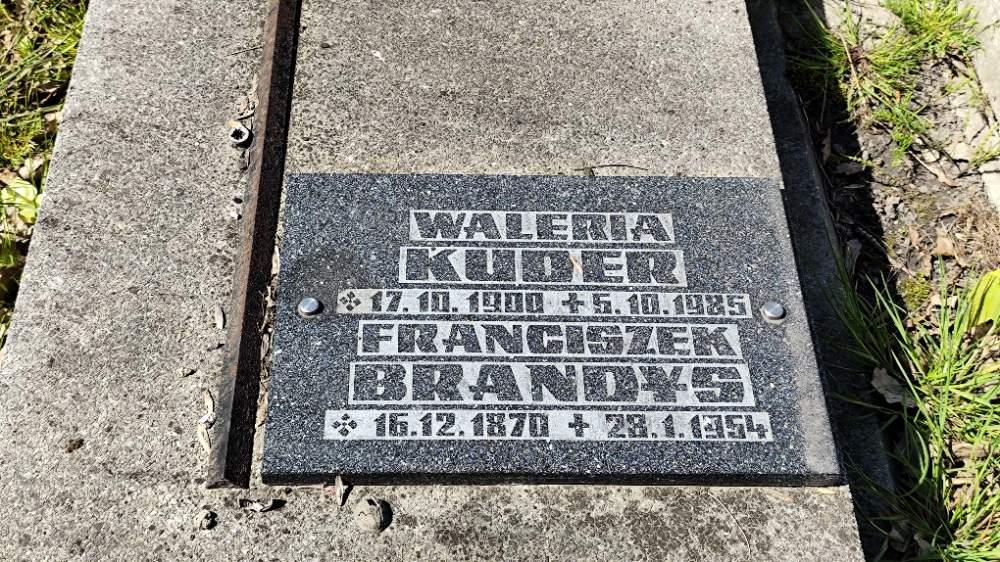 WALERIA
KUDER
17.10.1900 + 5.10.1985
FRANCISZEK
BRANDYS
16.12.1870 + 28.1.1954